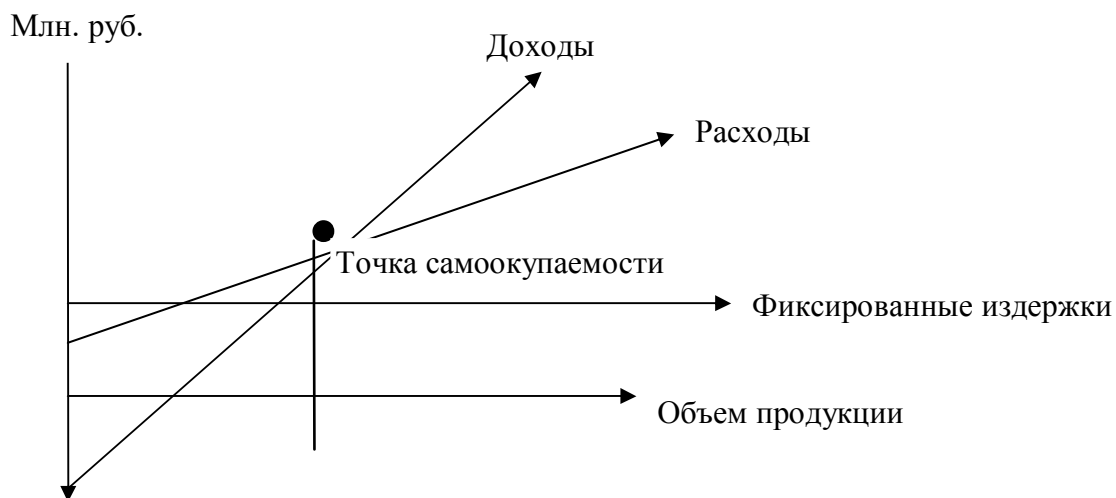 Млн. руб.
Доходы
Расходы
Точка самоокупаемости
Фиксированные издержки
Объем продукции